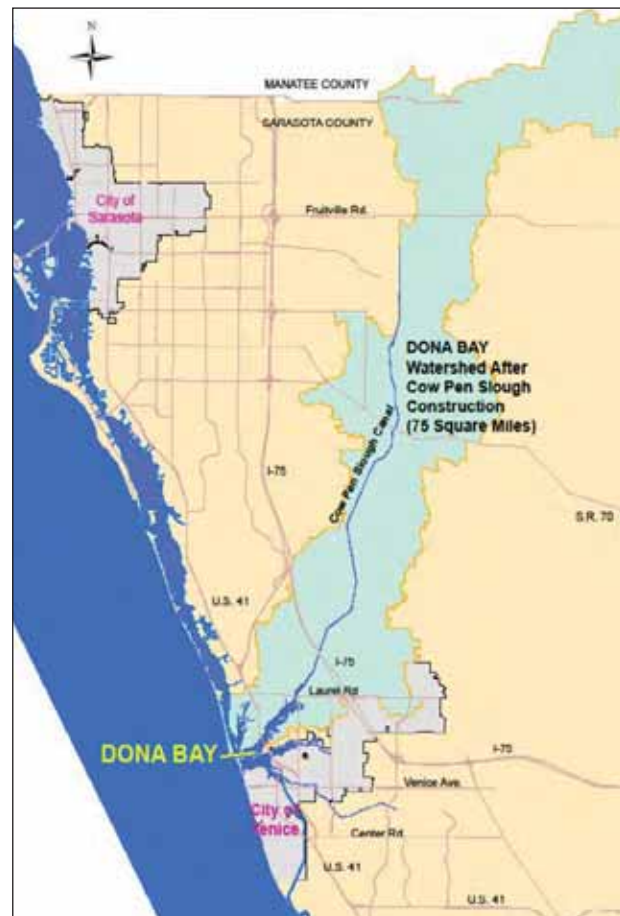 N
MANATEE COUNTY
SARASOTA COUNTY
City of
Sarasota
Fruitville Rd.
DONA BAY
Watershed After
Cow Pen Slough
Construction
(75 Square Miles)
Cow Pen Slough Canal
I-75
S.R. 70
U.S. 41
I-75
Laurel Rd
DONA BAY
I-75
Venice Ave.
City of
Venice
Center Rd.
U.S. 41
U.S. 41